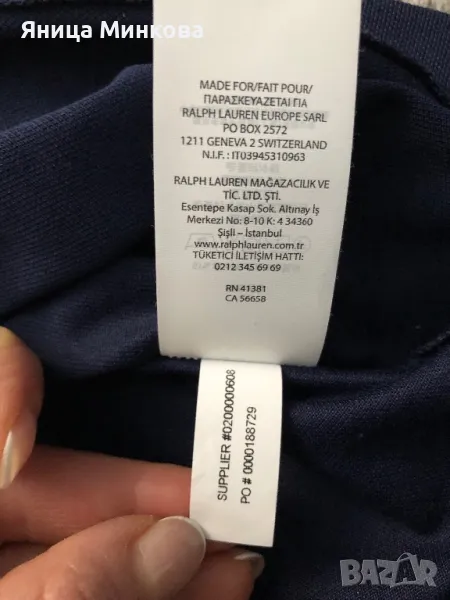 Яница Минкова
MADE FOR/FAIT POUR/
ΠΑΡΑΣΚΕΥΑΖΕΤΑΙ ΓΙΑ
RALPH LAUREN EUROPE SARL
PO BOX 2572
1211 GENEVA 2 SWITZERLAND
N.I.F.: IT03945310963
RALPH LAUREN MAĞAZACILIK VE
TİC. LTD. ŞTİ.
Esentepe Kasap Sok. Altınay İş
Merkezi No: 8-10 K: 4 34360
Şişli – İstanbul
www.ralphlauren.com.tr
TÜKETİCİ İLETİŞİM HATTI:
0212 345 69 69
RN 41381
CA 56658
SUPPLIER #0200000608
PO # 0000188729
BAZAR